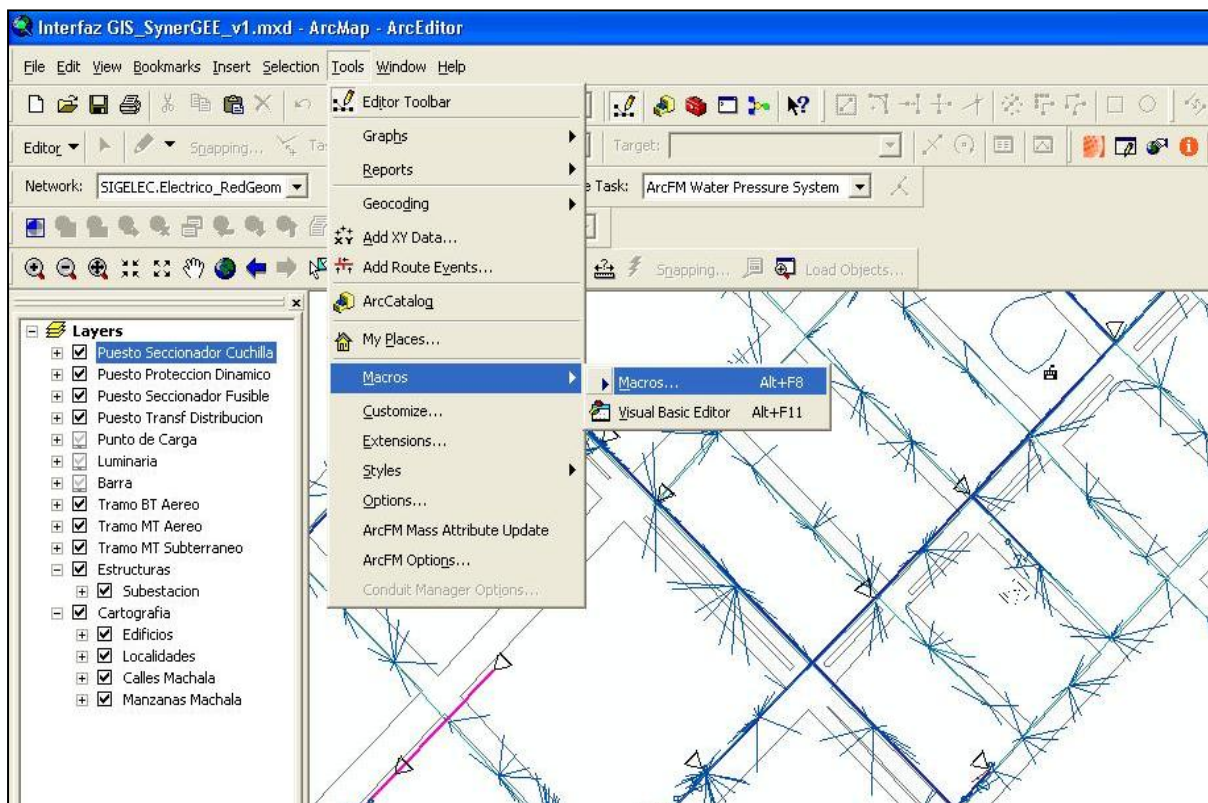 Interfaz GIS_SynerGEE_v1.mxd - ArcMap - ArcEditor
File Edit View Bookmarks Insert Selection Tools Window Help
Editor Snapping... Target:
Network: SIGELEC.Electrico_RedGeom Task: ArcFM Water Pressure System
Snapping... Load Objects...
Editor Toolbar
Graphs
Reports
Geocoding
Add XY Data...
Add Route Events...
ArcCatalog
My Places...
Macros
Customize...
Extensions...
Styles
Options...
ArcFM Mass Attribute Update
ArcFM Options...
Conduit Manager Options...
Macros... Alt+F8
Visual Basic Editor Alt+F11
Layers
Puesto Seccionador Cuchilla
Puesto Proteccion Dinamico
Puesto Seccionador Fusible
Puesto Transf Distribucion
Punto de Carga
Luminaria
Barra
Tramo BT Aereo
Tramo MT Aereo
Tramo MT Subterraneo
Estructuras
Subestacion
Cartografia
Edificios
Localidades
Calles Machala
Manzanas Machala